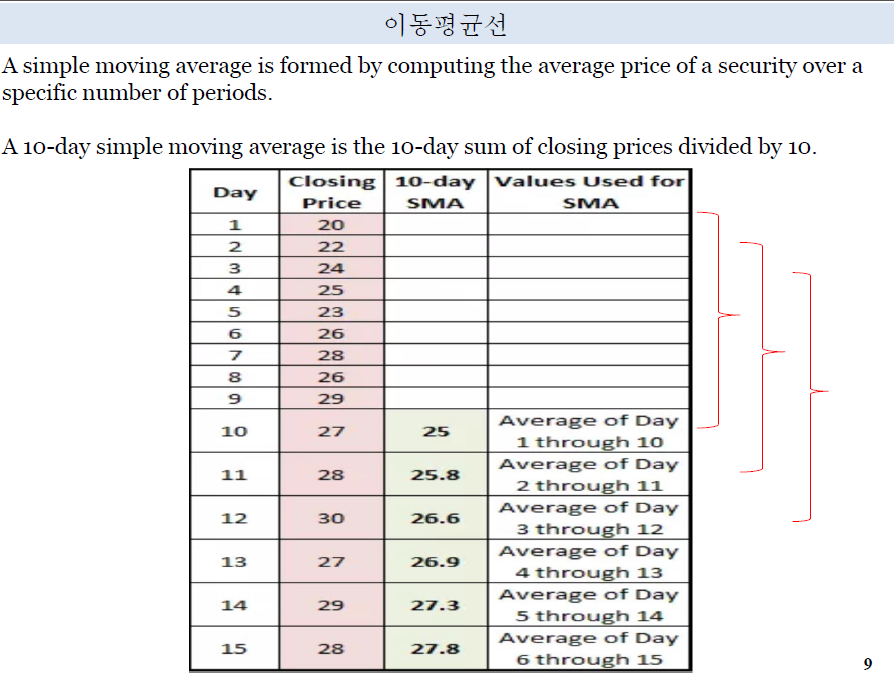 이동평균선
A simple moving average is formed by computing the average price of a security over a
specific number of periods.
A 10-day simple moving average is the 10-day sum of closing prices divided by 10.
Day Closing Price 10-day SMA Values Used for SMA
1 20
2 22
3 24
4 25
5 23
6 26
7 28
8 26
9 29
10 27 25 Average of Day 1 through 10
11 28 25.8 Average of Day 2 through 11
12 30 26.6 Average of Day 3 through 12
13 27 26.9 Average of Day 4 through 13
14 29 27.3 Average of Day 5 through 14
15 28 27.8 Average of Day 6 through 15
9